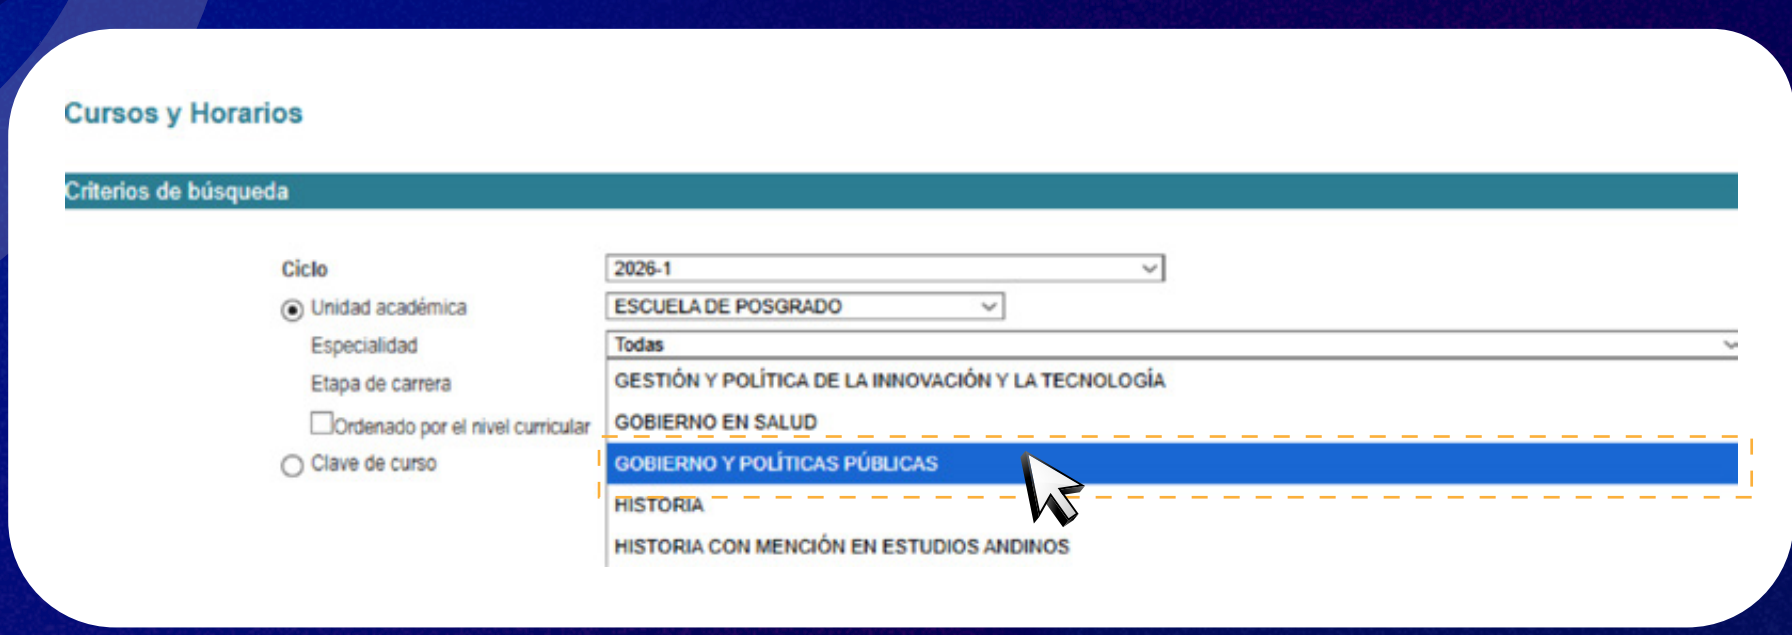 Cursos y Horarios
Criterios de búsqueda
Ciclo 2026-1
Unidad académica ESCUELA DE POSGRADO
Especialidad Todas
Etapa de carrera GESTIÓN Y POLÍTICA DE LA INNOVACIÓN Y LA TECNOLOGÍA
Ordenado por el nivel curricular GOBIERNO EN SALUD
Clave de curso GOBIERNO Y POLÍTICAS PÚBLICAS
HISTORIA
HISTORIA CON MENCIÓN EN ESTUDIOS ANDINOS